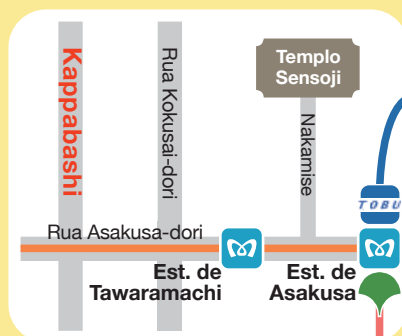 Kappabashi
Rua Kokusai-dori
Templo
Sensoji
Nakamise
TOBU
Rua Asakusa-dori
Est. de
Tawaramachi
Est. de
Asakusa